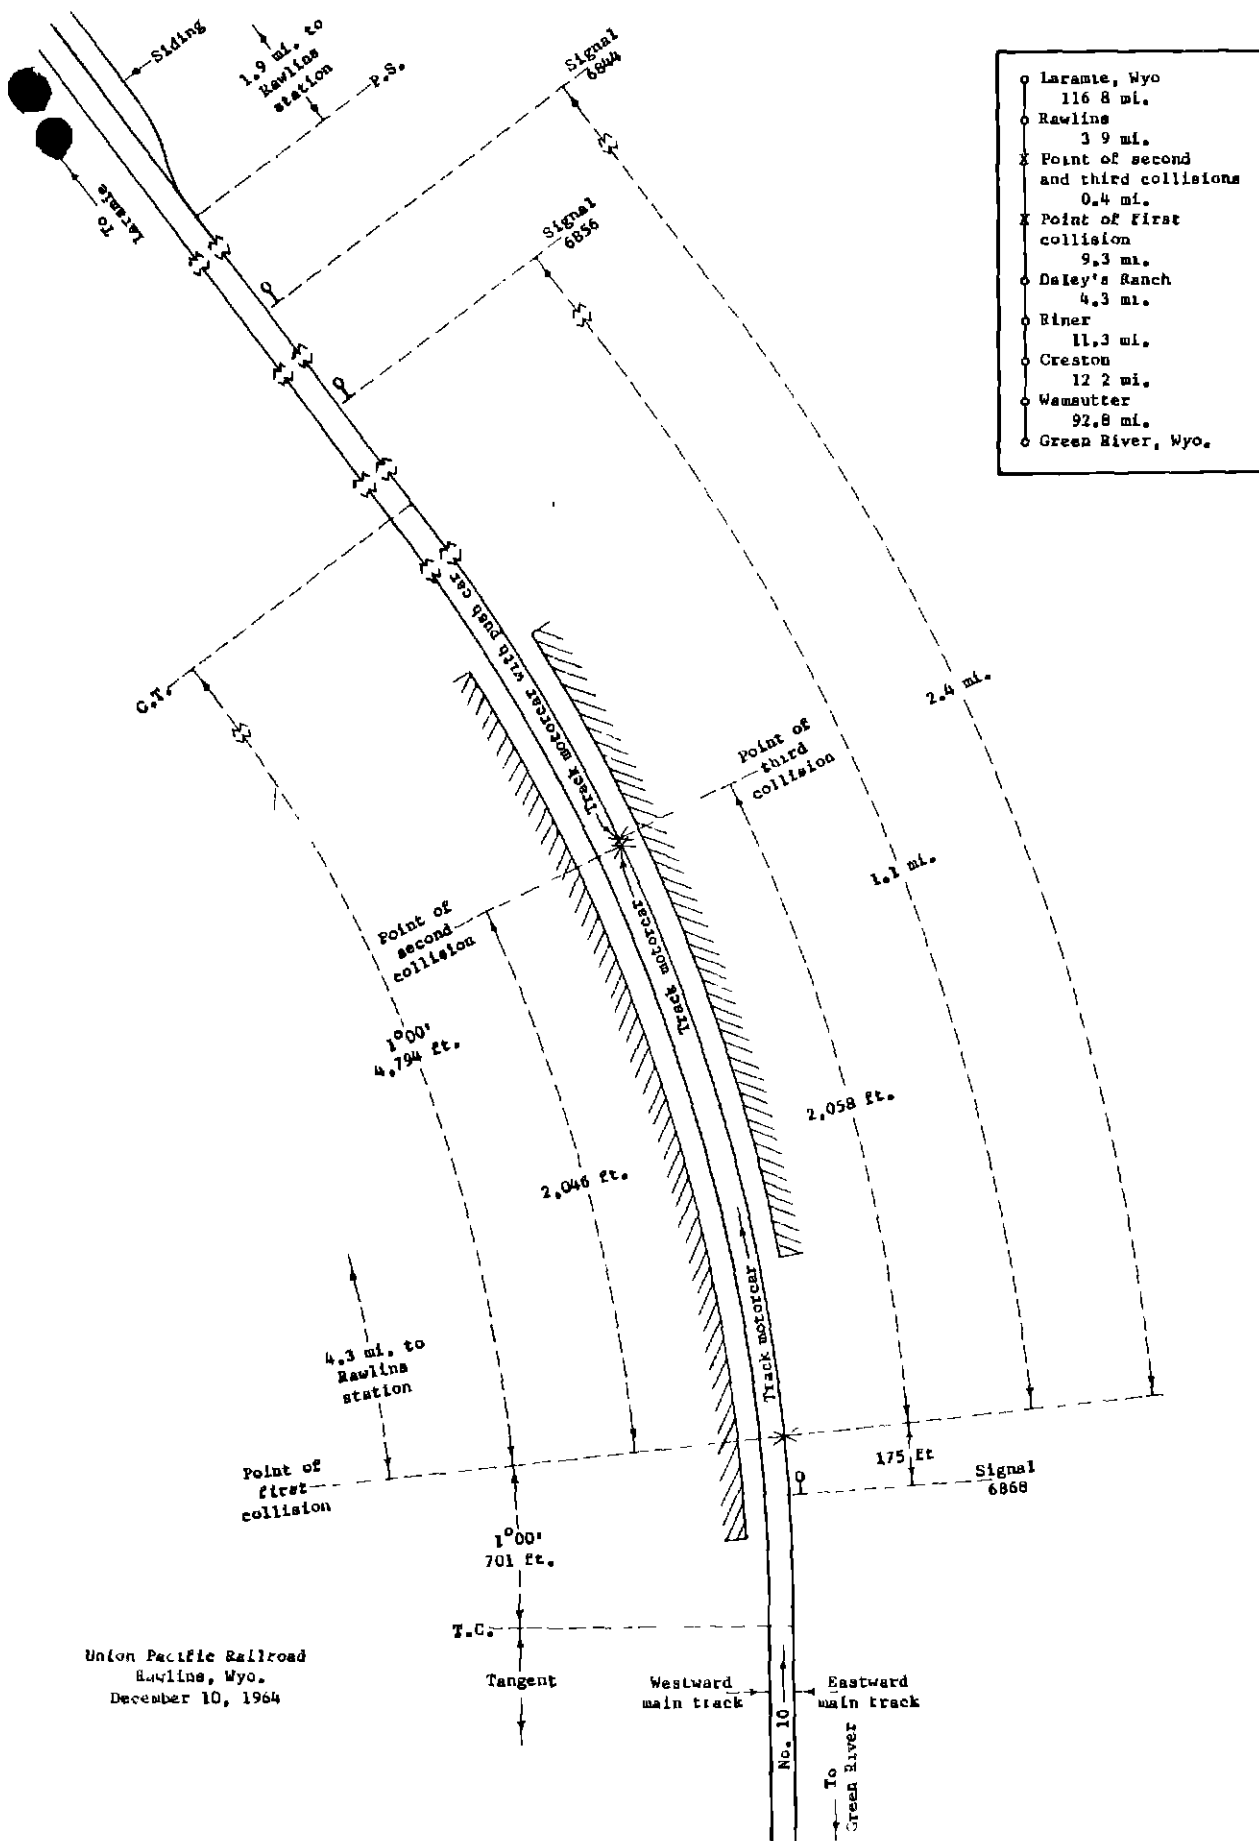 Siding
1.9 mi. to
Rawlins
station
P.S.
Signal
6844
To
Laramie
Signal
6856
Laramie, Wyo
116 8 mi.
Rawlins
3 9 mi.
Point of second
and third collisions
0.4 mi.
Point of first
collision
9.3 mi.
Daley's Ranch
4.3 mi.
Riner
11.3 mi.
Creston
12 2 mi.
Wamsutter
92.8 mi.
Green River, Wyo.
C.T.
Track motorcar with push car
2.4 mi.
Point of
third
collision
1.1 mi.
Point of
second
collision
Track motorcar
1°00'
4,794 ft.
2,058 ft.
2,046 ft.
4.3 mi. to
Rawlins
station
Track motorcar
Point of
first
collision
175 ft
Signal
6868
1°00'
701 ft.
T.C.
Tangent
Union Pacific Railroad
Rawlins, Wyo.
December 10, 1964
Westward
main track
Eastward
main track
No. 10
To
Green River